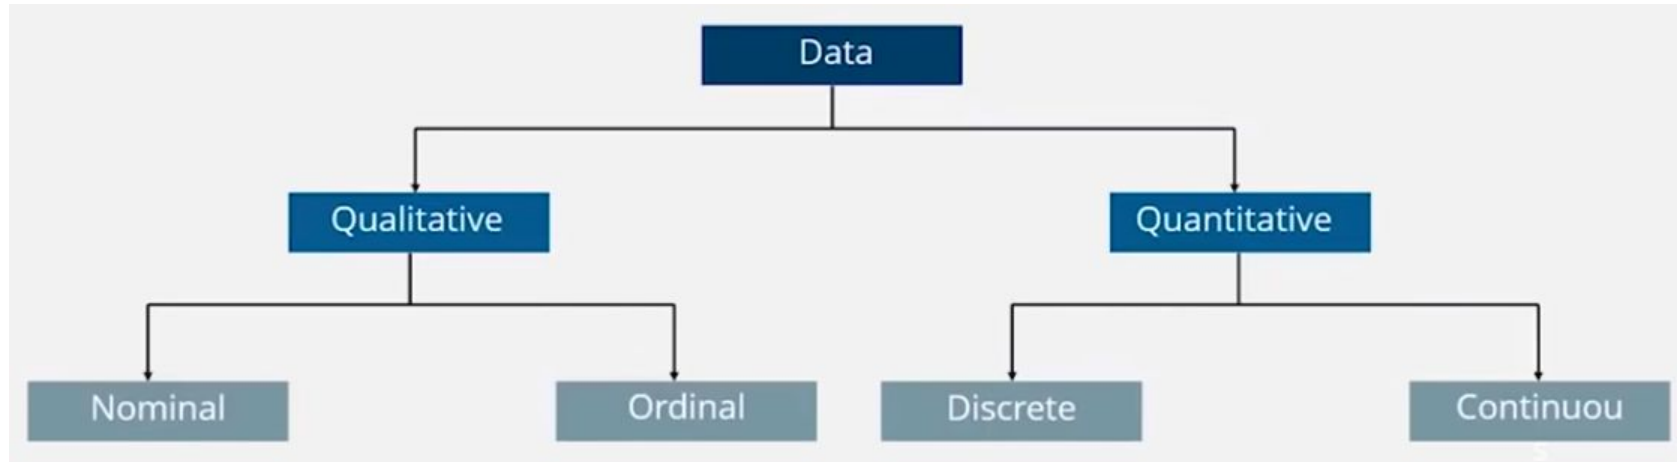 Data
Qualitative
Quantitative
Nominal
Ordinal
Discrete
Continuou
s